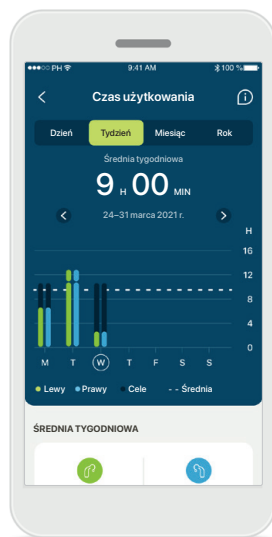 PH 9:41 AM 100 %
Czas użytkowania i
Dzień Tydzień Miesiąc Rok
Średnia tygodniowa
9 H 00 MIN
24–31 marca 2021 r.
H
16
12
8
4
0
M T W T F S S
Lewy Prawy Cele - - Średnia
ŚREDNIA TYGODNIOWA